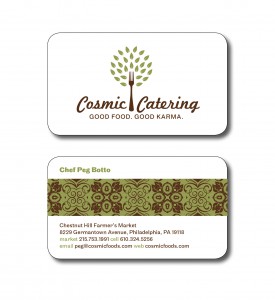 Cosmic Catering
GOOD FOOD. GOOD KARMA.
Chef Peg Botto
Chestnut Hill Farmer's Market
8229 Germantown Avenue, Philadelphia, PA 19118
market 215.753.1991 cell 610.324.5256
email peg@cosmicfoods.com web cosmicfoods.com